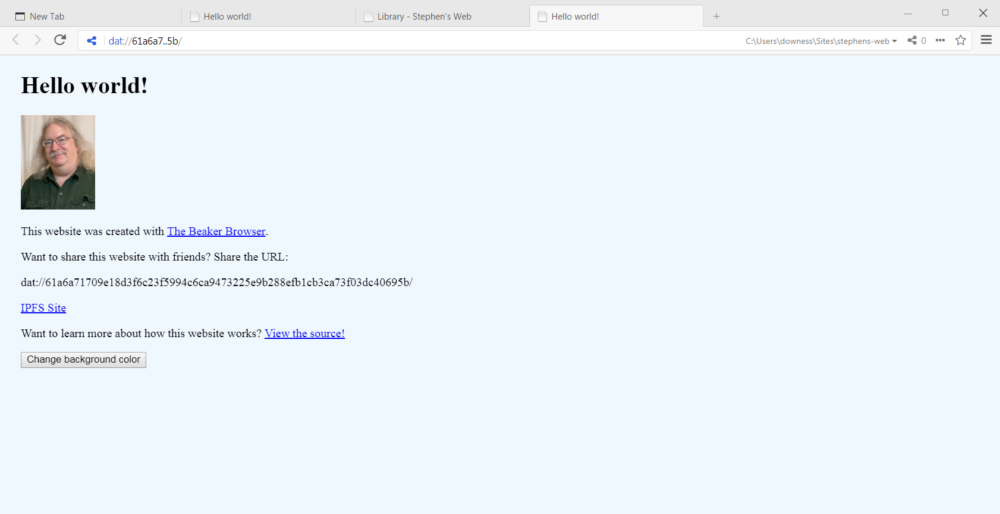 New Tab
Hello world!
Library - Stephen's Web
Hello world!
dat://61a6a7..5b/
C:\Users\downess\Sites\stephens-web
0
Hello world!
This website was created with The Beaker Browser.
Want to share this website with friends? Share the URL:
dat://61a6a71709e18d3f6c23f5994c6ca9473225e9b288efb1cb3ca73f03dc40695b/
IPFS Site
Want to learn more about how this website works? View the source!
Change background color